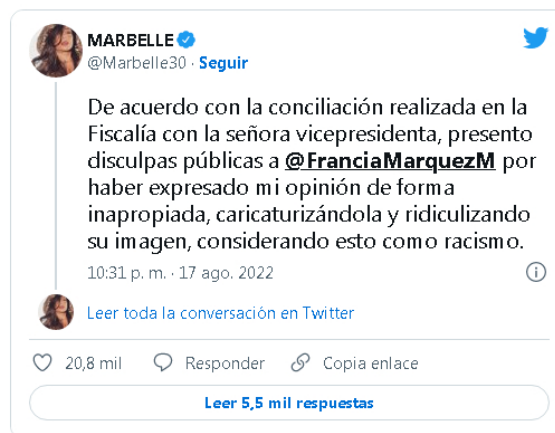 MARBELLE
@Marbelle30 · Seguir
De acuerdo con la conciliación realizada en la
Fiscalía con la señora vicepresidenta, presento
disculpas públicas a @FranciaMarquezM por
haber expresado mi opinión de forma
inapropiada, caricaturizándola y ridiculizando
su imagen, considerando esto como racismo.
10:31 p. m. · 17 ago. 2022
Leer toda la conversación en Twitter
20,8 mil Responder Copia enlace
Leer 5,5 mil respuestas